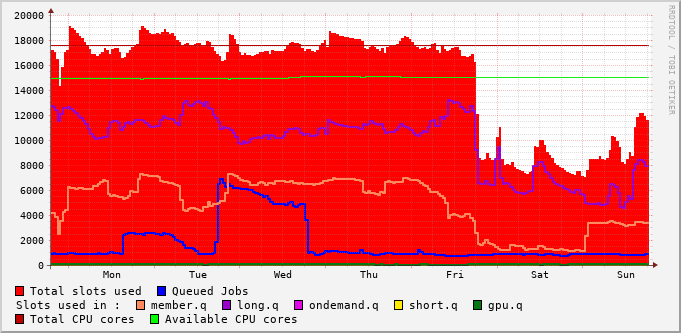 20000
18000
16000
14000
12000
10000
8000
6000
4000
2000
0
Mon Tue Wed Thu Fri Sat Sun
RRDTOOL / TOBI OETIKER
Total slots used Queued Jobs
Slots used in : member.q long.q ondemand.q short.q gpu.q
Total CPU cores Available CPU cores